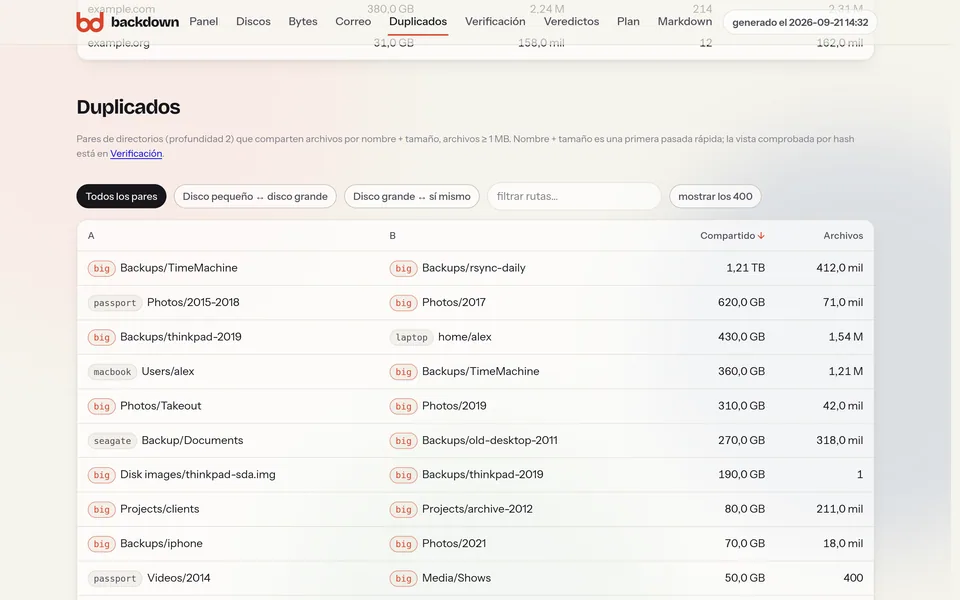 example.com 380,0 GB 2,24 M 214 2,31 M
bd backdown Panel Discos Bytes Correo Duplicados Verificación Veredictos Plan Markdown generado el 2026-09-21 14:32
example.org 31,0 GB 158,0 mil 12 162,0 mil
Duplicados
Pares de directorios (profundidad 2) que comparten archivos por nombre + tamaño, archivos ≥ 1 MB. Nombre + tamaño es una primera pasada rápida; la vista comprobada por hash
está en Verificación.
Todos los pares Disco pequeño ↔ disco grande Disco grande ↔ sí mismo filtrar rutas... mostrar los 400
A B Compartido ↓ Archivos
big Backups/TimeMachine big Backups/rsync-daily 1,21 TB 412,0 mil
passport Photos/2015-2018 big Photos/2017 620,0 GB 71,0 mil
big Backups/thinkpad-2019 laptop home/alex 430,0 GB 1,54 M
macbook Users/alex big Backups/TimeMachine 360,0 GB 1,21 M
big Photos/Takeout big Photos/2019 310,0 GB 42,0 mil
seagate Backup/Documents big Backups/old-desktop-2011 270,0 GB 318,0 mil
big Disk images/thinkpad-sda.img big Backups/thinkpad-2019 190,0 GB 1
big Projects/clients big Projects/archive-2012 80,0 GB 211,0 mil
big Backups/iphone big Photos/2021 70,0 GB 18,0 mil
passport Videos/2014 big Media/Shows 50,0 GB 400